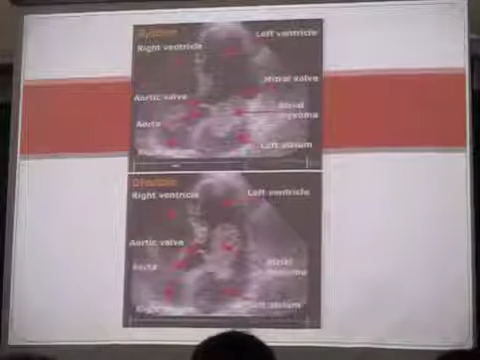 Systole
Left ventricle
Right ventricle
Mitral valve
Aortic valve
Atrial
myxoma
Aorta
Left atrium
Diastole
Right ventricle
Left ventricle
Aortic valve
Atrial
myxoma
Aorta
Left atrium